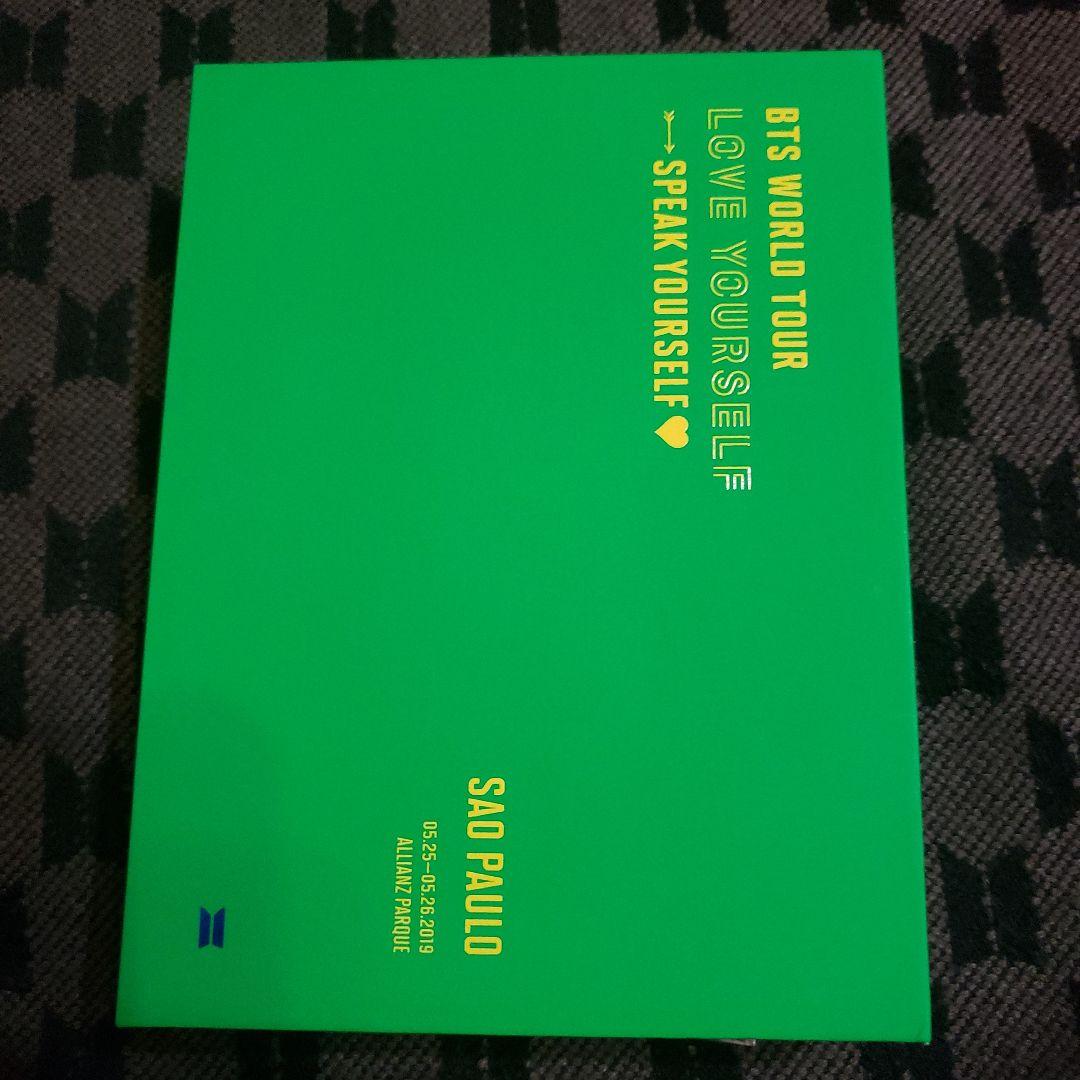 BTS WORLD TOUR
LOVE YOURSELF
SPEAK YOURSELF
SAO PAULO
05.25—05.26.2019
ALLIANZ PARQUE